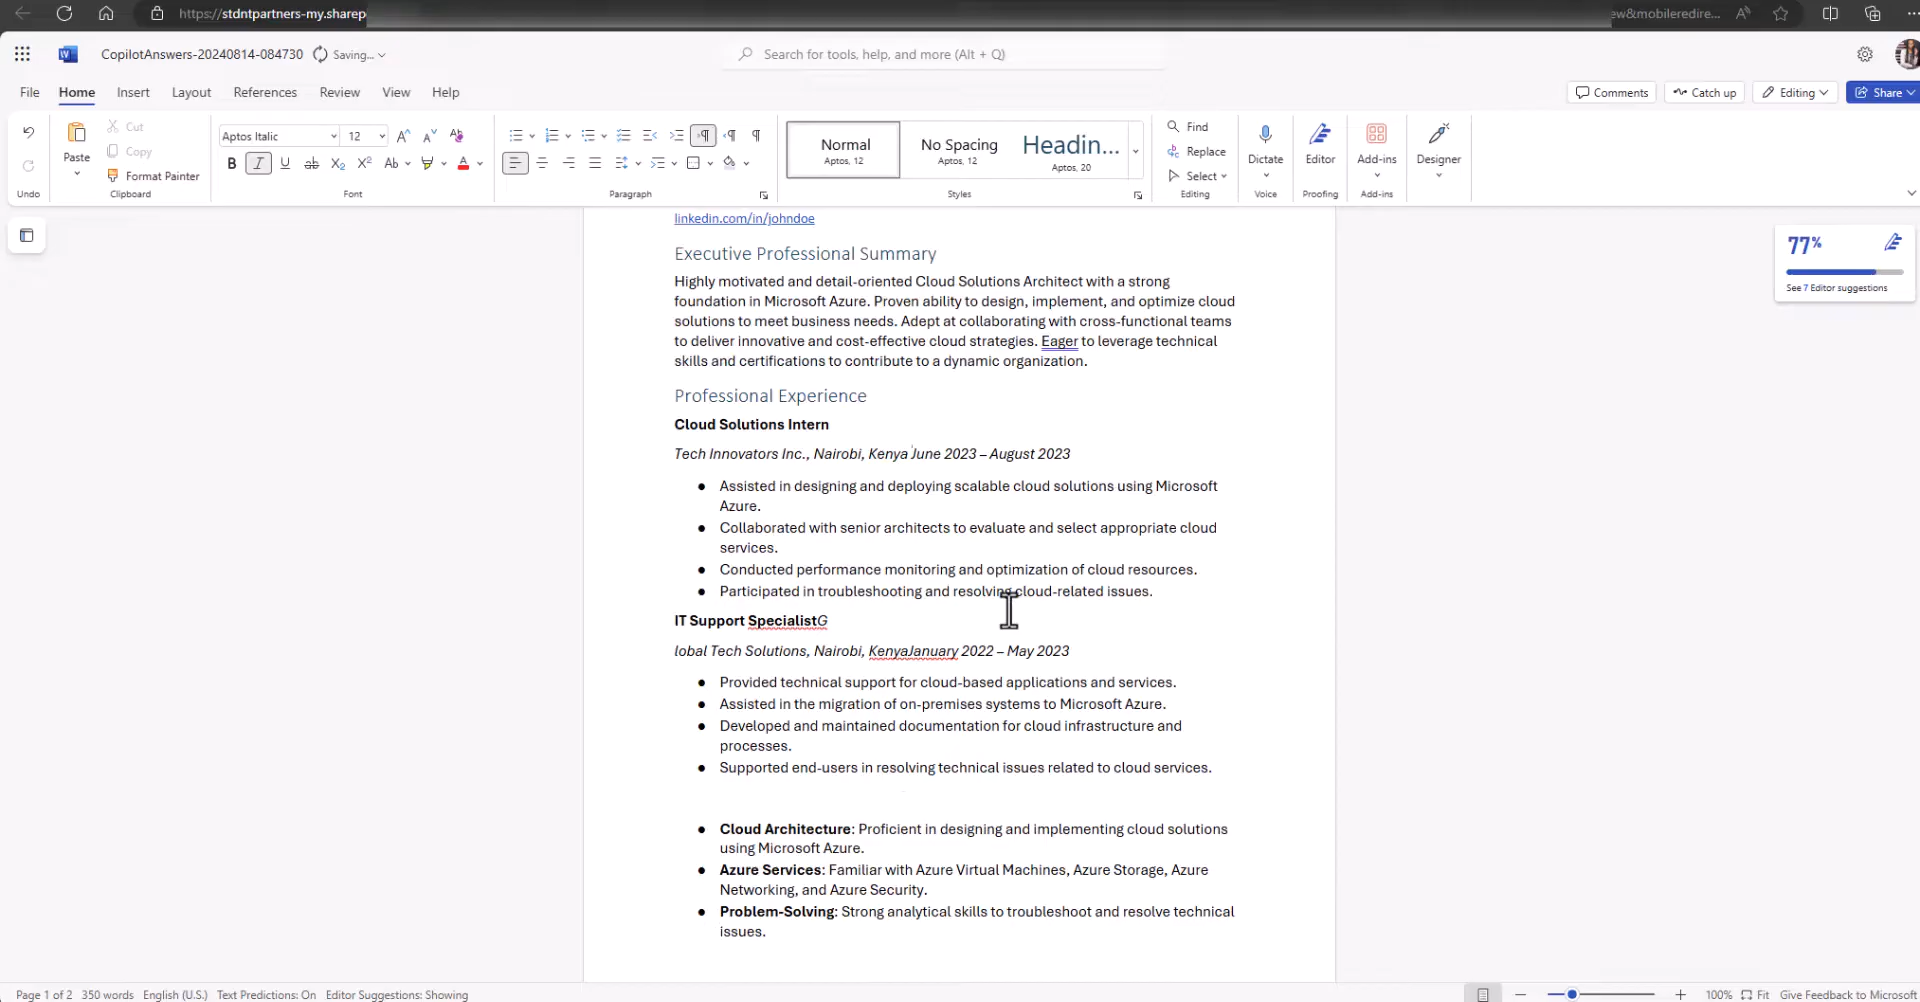 https://stdntpartners-my.sharep
ew&mobileredire...
CopilotAnswers-20240814-084730 Saving...
Search for tools, help, and more (Alt + Q)
File Home Insert Layout References Review View Help
Comments Catch up Editing Share
Paste
Cut
Copy
Format Painter
Aptos Italic 12
Normal
Aptos, 12
No Spacing
Aptos, 12
Headin...
Aptos, 20
Find
Replace
Select
Dictate
Editor
Add-ins
Designer
Undo Clipboard Font Paragraph Styles Editing Voice Proofing Add-ins
77%
See 7 Editor suggestions
linkedin.com/in/johndoe
Executive Professional Summary
Highly motivated and detail-oriented Cloud Solutions Architect with a strong
foundation in Microsoft Azure. Proven ability to design, implement, and optimize cloud
solutions to meet business needs. Adept at collaborating with cross-functional teams
to deliver innovative and cost-effective cloud strategies. Eager to leverage technical
skills and certifications to contribute to a dynamic organization.
Professional Experience
Cloud Solutions Intern
Tech Innovators Inc., Nairobi, Kenya June 2023 – August 2023
● Assisted in designing and deploying scalable cloud solutions using Microsoft
Azure.
● Collaborated with senior architects to evaluate and select appropriate cloud
services.
● Conducted performance monitoring and optimization of cloud resources.
● Participated in troubleshooting and resolving cloud-related issues.
IT Support SpecialistG
lobal Tech Solutions, Nairobi, KenyaJanuary 2022 – May 2023
● Provided technical support for cloud-based applications and services.
● Assisted in the migration of on-premises systems to Microsoft Azure.
● Developed and maintained documentation for cloud infrastructure and
processes.
● Supported end-users in resolving technical issues related to cloud services.
● Cloud Architecture: Proficient in designing and implementing cloud solutions
using Microsoft Azure.
● Azure Services: Familiar with Azure Virtual Machines, Azure Storage, Azure
Networking, and Azure Security.
● Problem-Solving: Strong analytical skills to troubleshoot and resolve technical
issues.
Page 1 of 2 350 words English (U.S.) Text Predictions: On Editor Suggestions: Showing
100% Fit Give Feedback to Microsoft